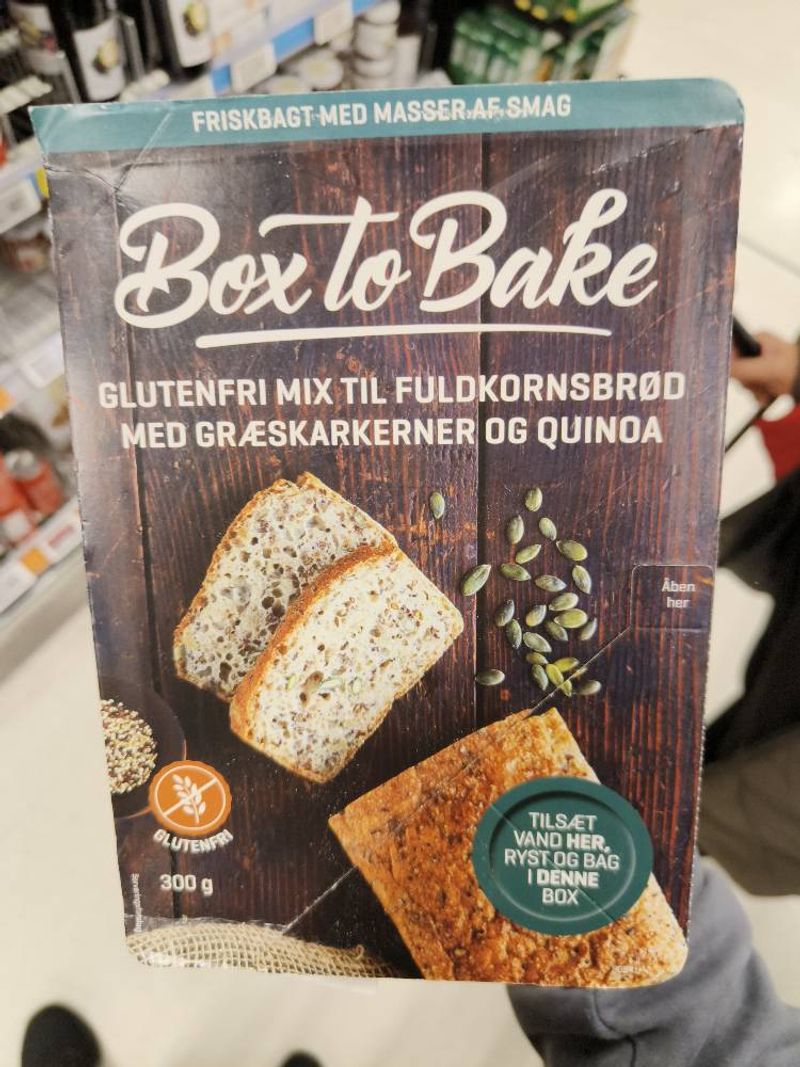 FRISKBAGT MED MASSER AF SMAG
Box to Bake
GLUTENFRI MIX TIL FULDKORNSBRØD
MED GRÆSKARKERNER OG QUINOA
Åben
her
GLUTENFRI
300 g
TILSÆT
VAND HER,
RYST OG BAG
I DENNE
BOX